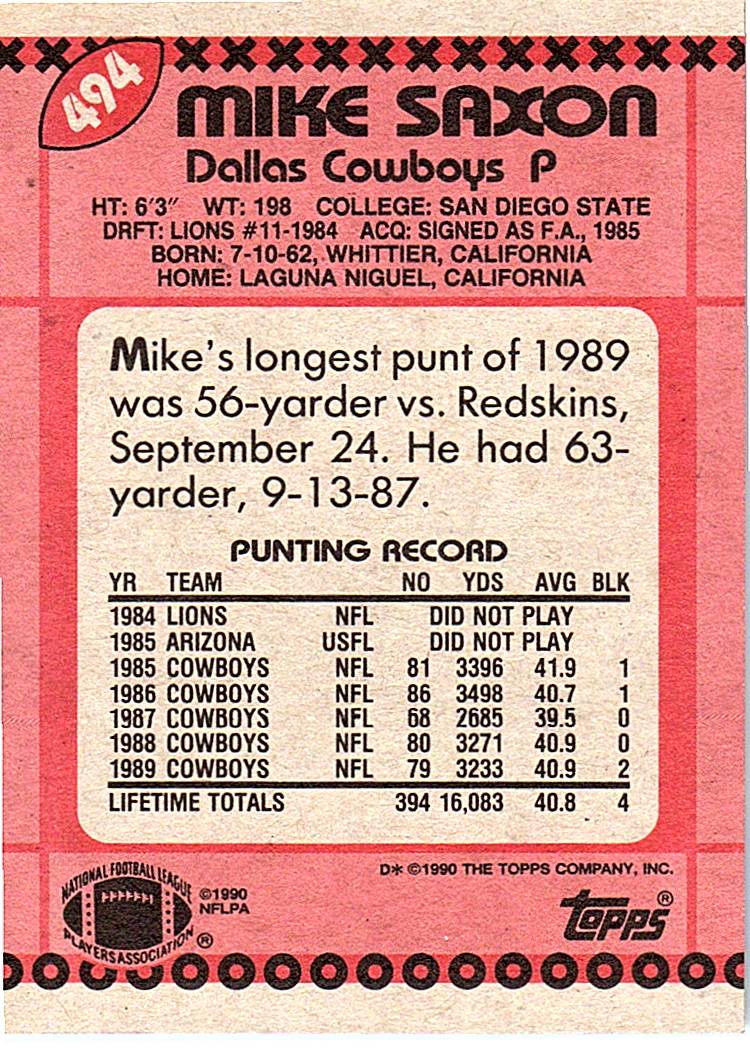 494
MIKE SAXON
Dallas Cowboys P
HT: 6'3" WT: 198 COLLEGE: SAN DIEGO STATE
DRFT: LIONS #11-1984 ACQ: SIGNED AS F.A., 1985
BORN: 7-10-62, WHITTIER, CALIFORNIA
HOME: LAGUNA NIGUEL, CALIFORNIA
Mike's longest punt of 1989
was 56-yarder vs. Redskins,
September 24. He had 63-
yarder, 9-13-87.
PUNTING RECORD
YR TEAM NO YDS AVG BLK
1984 LIONS NFL DID NOT PLAY
1985 ARIZONA USFL DID NOT PLAY
1985 COWBOYS NFL 81 3396 41.9 1
1986 COWBOYS NFL 86 3498 40.7 1
1987 COWBOYS NFL 68 2685 39.5 0
1988 COWBOYS NFL 80 3271 40.9 0
1989 COWBOYS NFL 79 3233 40.9 2
LIFETIME TOTALS 394 16,083 40.8 4
D* ©1990 THE TOPPS COMPANY, INC.
NATIONAL FOOTBALL LEAGUE
PLAYERS ASSOCIATION ®
©1990
NFLPA
topps®